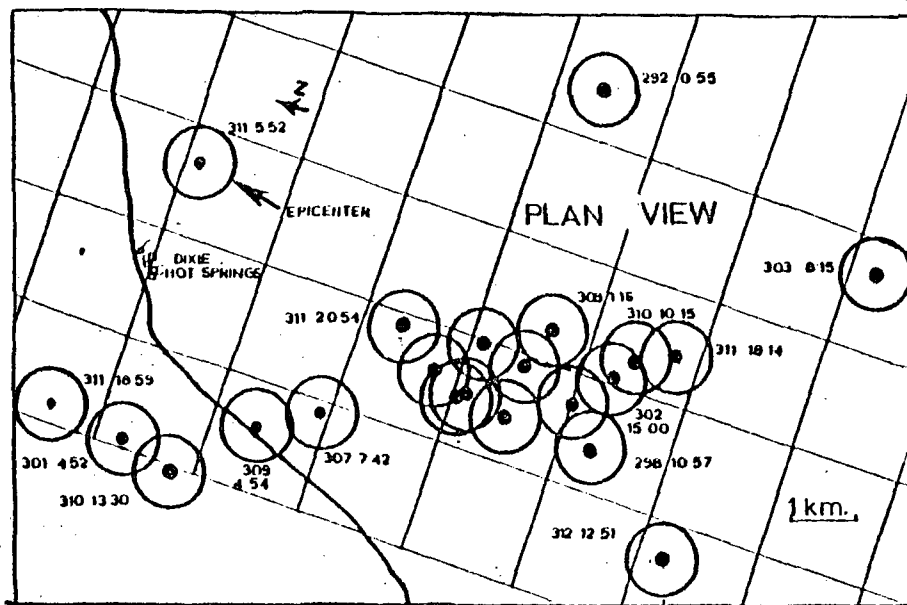 292 10:55
N
311 5:52
EPICENTER
PLAN VIEW
DIXIE
HOT SPRINGS
303 8:15
311 20:54
308 1:16
310 10:15
311 18:14
311 18:59
302
15:00
301 4:52
309
4:54
307 7:42
298 10:57
310 13:30
1 km.
312 12:51